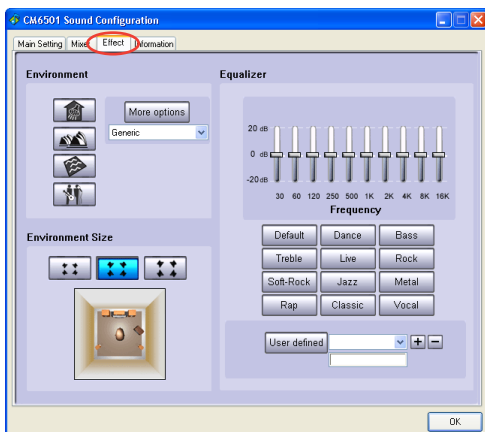 CM6501 Sound Configuration
Main Setting Mixer Effect Information
Environment
More options
Generic
Environment Size
Equalizer
20 dB
0 dB
-20 dB
30 60 120 250 500 1K 2K 4K 8K 16K
Frequency
Default Dance Bass
Treble Live Rock
Soft-Rock Jazz Metal
Rap Classic Vocal
User defined
OK